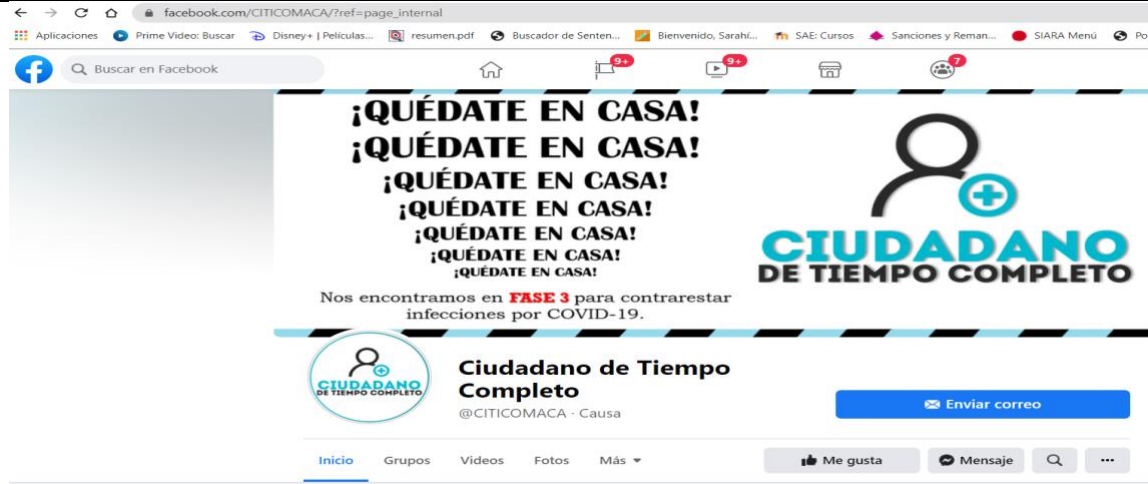 facebook.com/CITICOMACA/?ref=page_internal
Aplicaciones Prime Video: Buscar Disney+ | Películas... resumen.pdf Buscador de Senten... Bienvenido, Sarahí... SAE: Cursos Sanciones y Reman... SIARA Menú Po
Buscar en Facebook 9+ 9+ 7
¡QUÉDATE EN CASA!
¡QUÉDATE EN CASA!
¡QUÉDATE EN CASA!
¡QUÉDATE EN CASA!
¡QUÉDATE EN CASA!
¡QUÉDATE EN CASA!
¡QUÉDATE EN CASA!
Nos encontramos en FASE 3 para contrarestar
infecciones por COVID-19.
CIUDADANO
DE TIEMPO COMPLETO
CIUDADANO
DE TIEMPO COMPLETO
Ciudadano de Tiempo
Completo
@CITICOMACA · Causa
Enviar correo
Inicio Grupos Videos Fotos Más Me gusta Mensaje